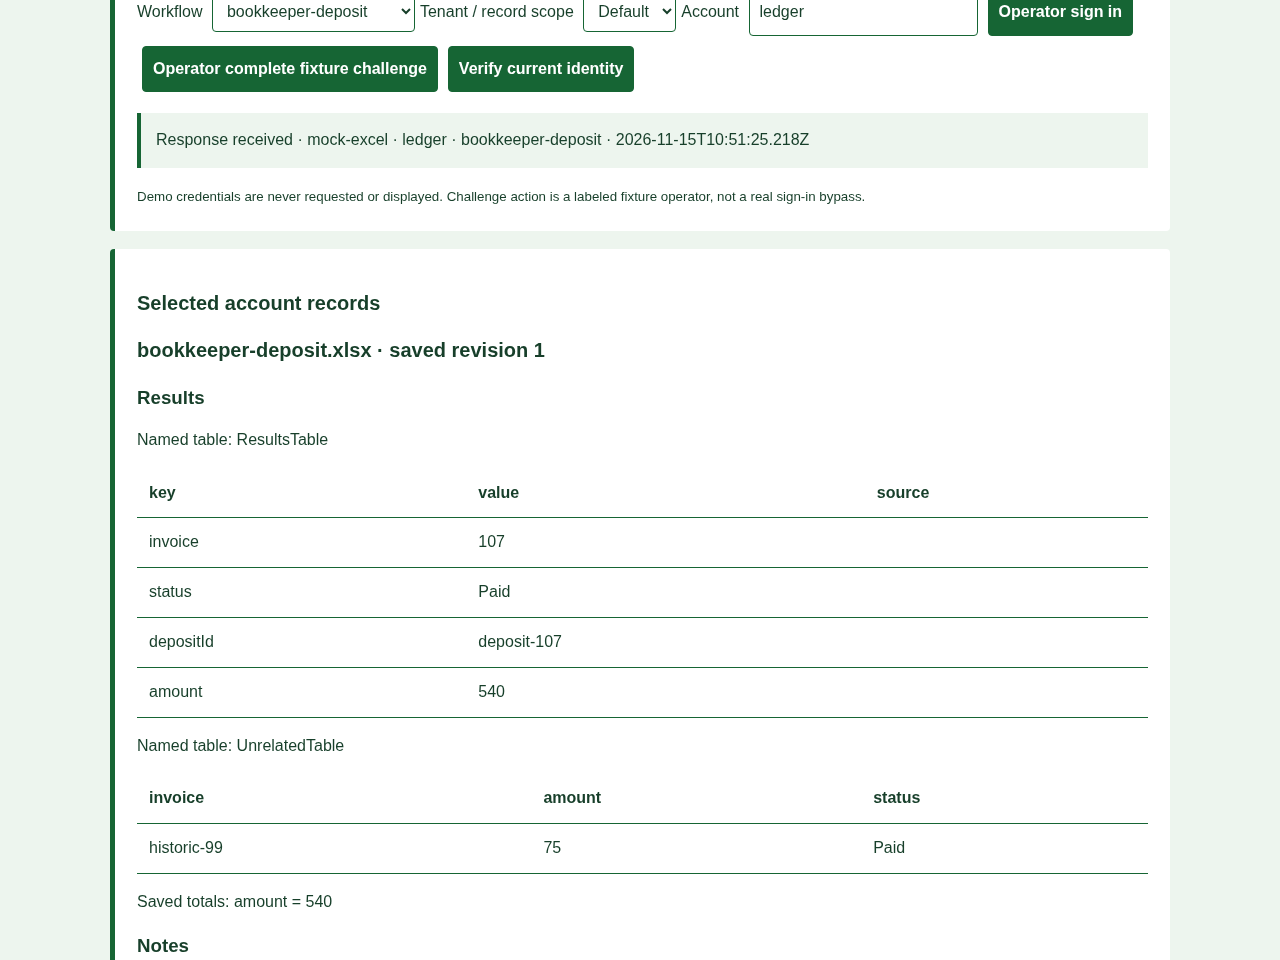 Workflow bookkeeper-deposit Tenant / record scope Default Account ledger Operator sign in
Operator complete fixture challenge Verify current identity
Response received · mock-excel · ledger · bookkeeper-deposit · 2026-11-15T10:51:25.218Z
Demo credentials are never requested or displayed. Challenge action is a labeled fixture operator, not a real sign-in bypass.
Selected account records
bookkeeper-deposit.xlsx · saved revision 1
Results
Named table: ResultsTable
key value source
invoice 107
status Paid
depositId deposit-107
amount 540
Named table: UnrelatedTable
invoice amount status
historic-99 75 Paid
Saved totals: amount = 540
Notes